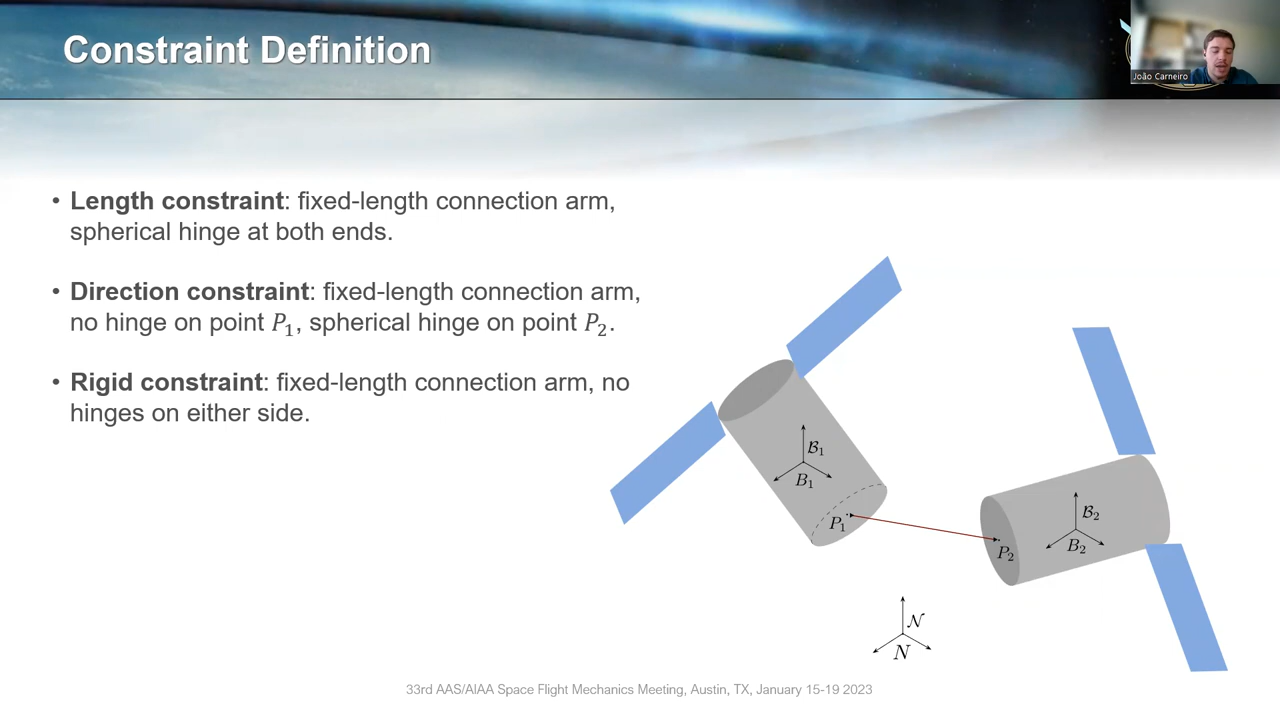 Constraint Definition
João Carneiro
• Length constraint: fixed-length connection arm,
spherical hinge at both ends.
• Direction constraint: fixed-length connection arm,
no hinge on point P₁, spherical hinge on point P₂.
• Rigid constraint: fixed-length connection arm, no
hinges on either side.
ℬ₁
B₁
P₁
ℬ₂
B₂
P₂
𝒩
N
33rd AAS/AIAA Space Flight Mechanics Meeting, Austin, TX, January 15-19 2023